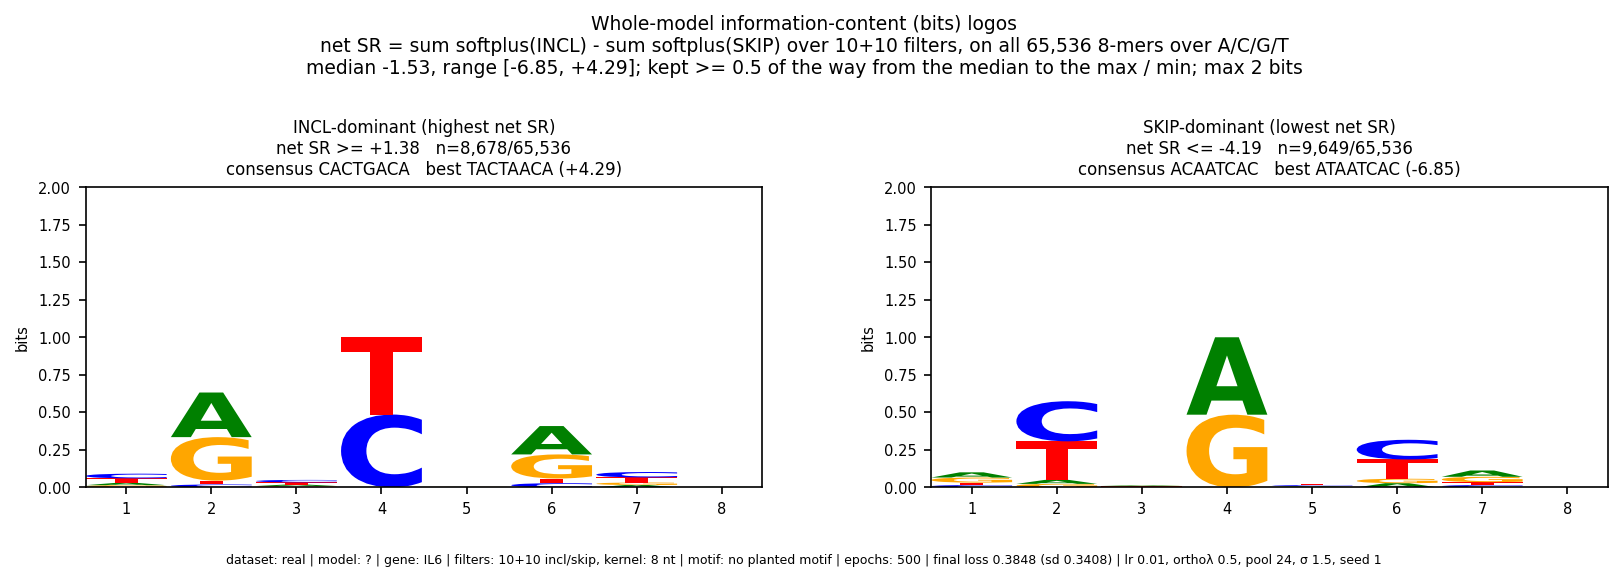 Whole-model information-content (bits) logos
net SR = sum softplus(INCL) - sum softplus(SKIP) over 10+10 filters, on all 65,536 8-mers over A/C/G/T
median -1.53, range [-6.85, +4.29]; kept >= 0.5 of the way from the median to the max / min; max 2 bits
INCL-dominant (highest net SR)
net SR >= +1.38 n=8,678/65,536
consensus CACTGACA best TACTAACA (+4.29)
2.00
1.75
1.50
1.25
1.00
0.75
0.50
0.25
0.00
bits
A
G
T
C
A
G
1 2 3 4 5 6 7 8
SKIP-dominant (lowest net SR)
net SR <= -4.19 n=9,649/65,536
consensus ACAATCAC best ATAATCAC (-6.85)
2.00
1.75
1.50
1.25
1.00
0.75
0.50
0.25
0.00
bits
C
T
A
G
C
T
1 2 3 4 5 6 7 8
dataset: real | model: ? | gene: IL6 | filters: 10+10 incl/skip, kernel: 8 nt | motif: no planted motif | epochs: 500 | final loss 0.3848 (sd 0.3408) | lr 0.01, orthoλ 0.5, pool 24, σ 1.5, seed 1